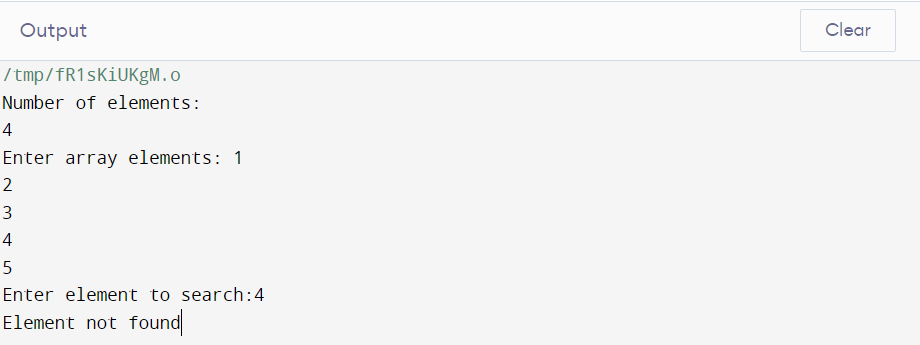 Output
Clear
/tmp/fR1sKiUKgM.o
Number of elements:
4
Enter array elements: 1
2
3
4
5
Enter element to search:4
Element not found